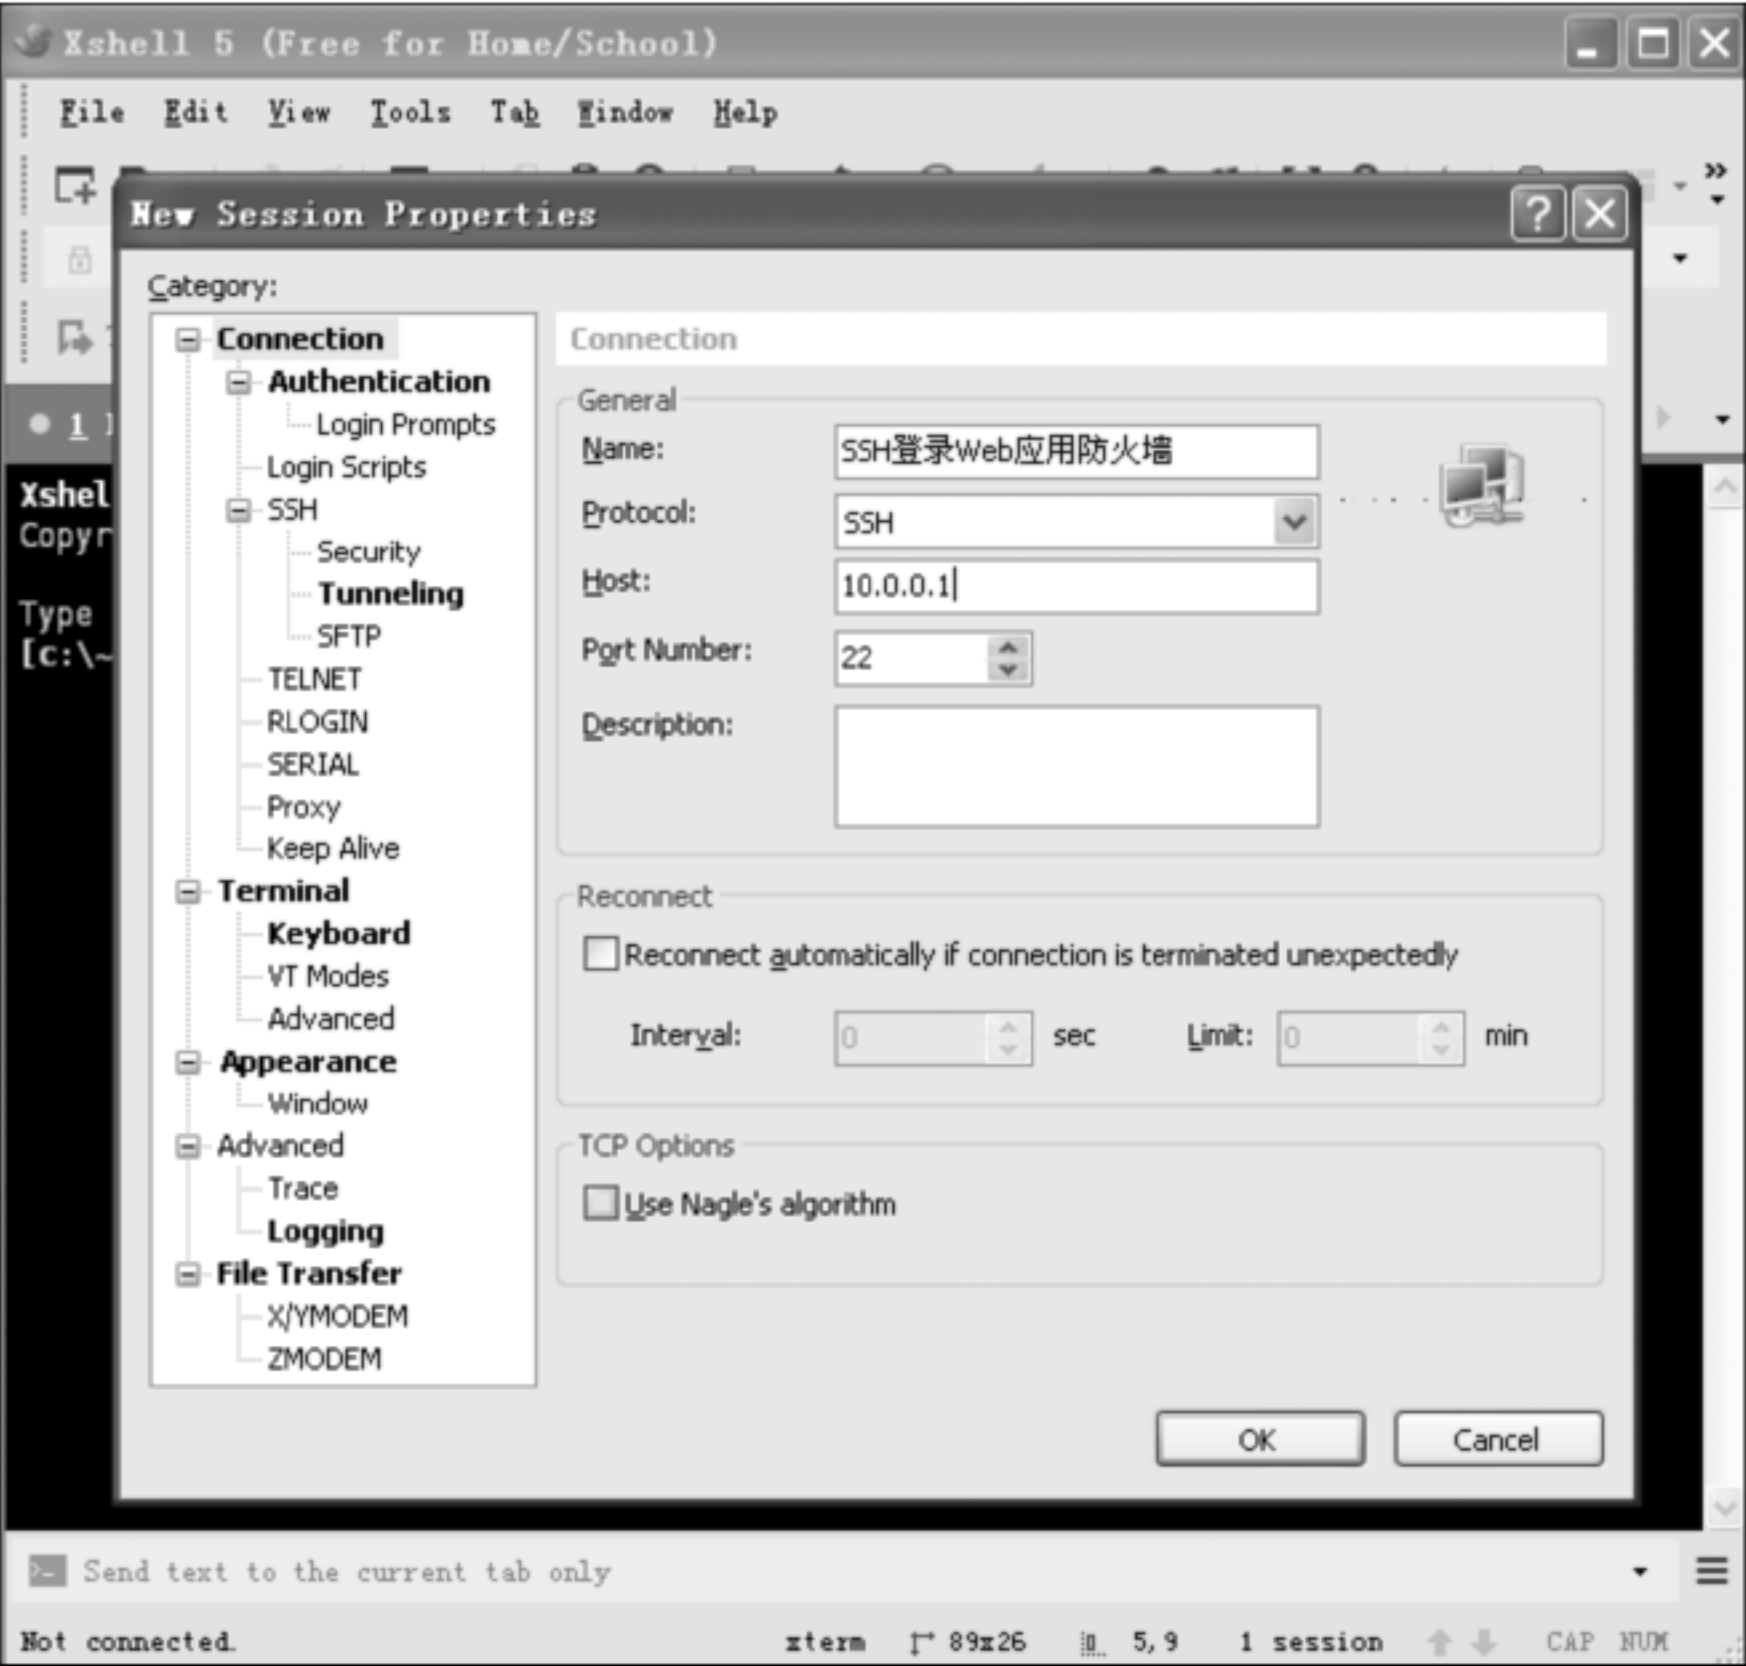 Xshell 5 (Free for Home/School)
File Edit View Tools Tab Window Help
New Session Properties
Category:
Connection
Authentication
Login Prompts
Login Scripts
SSH
Security
Tunneling
SFTP
TELNET
RLOGIN
SERIAL
Proxy
Keep Alive
Terminal
Keyboard
VT Modes
Advanced
Appearance
Window
Advanced
Trace
Logging
File Transfer
X/YMODEM
ZMODEM
Connection
General
Name: SSH登录Web应用防火墙
Protocol: SSH
Host: 10.0.0.1
Port Number: 22
Description:
Reconnect
Reconnect automatically if connection is terminated unexpectedly
Interval: 0 sec Limit: 0 min
TCP Options
Use Nagle's algorithm
OK Cancel
1
Xshel
Copyr
Type
[c:\~
Send text to the current tab only
Not connected. xterm 89x26 5,9 1 session CAP NUM